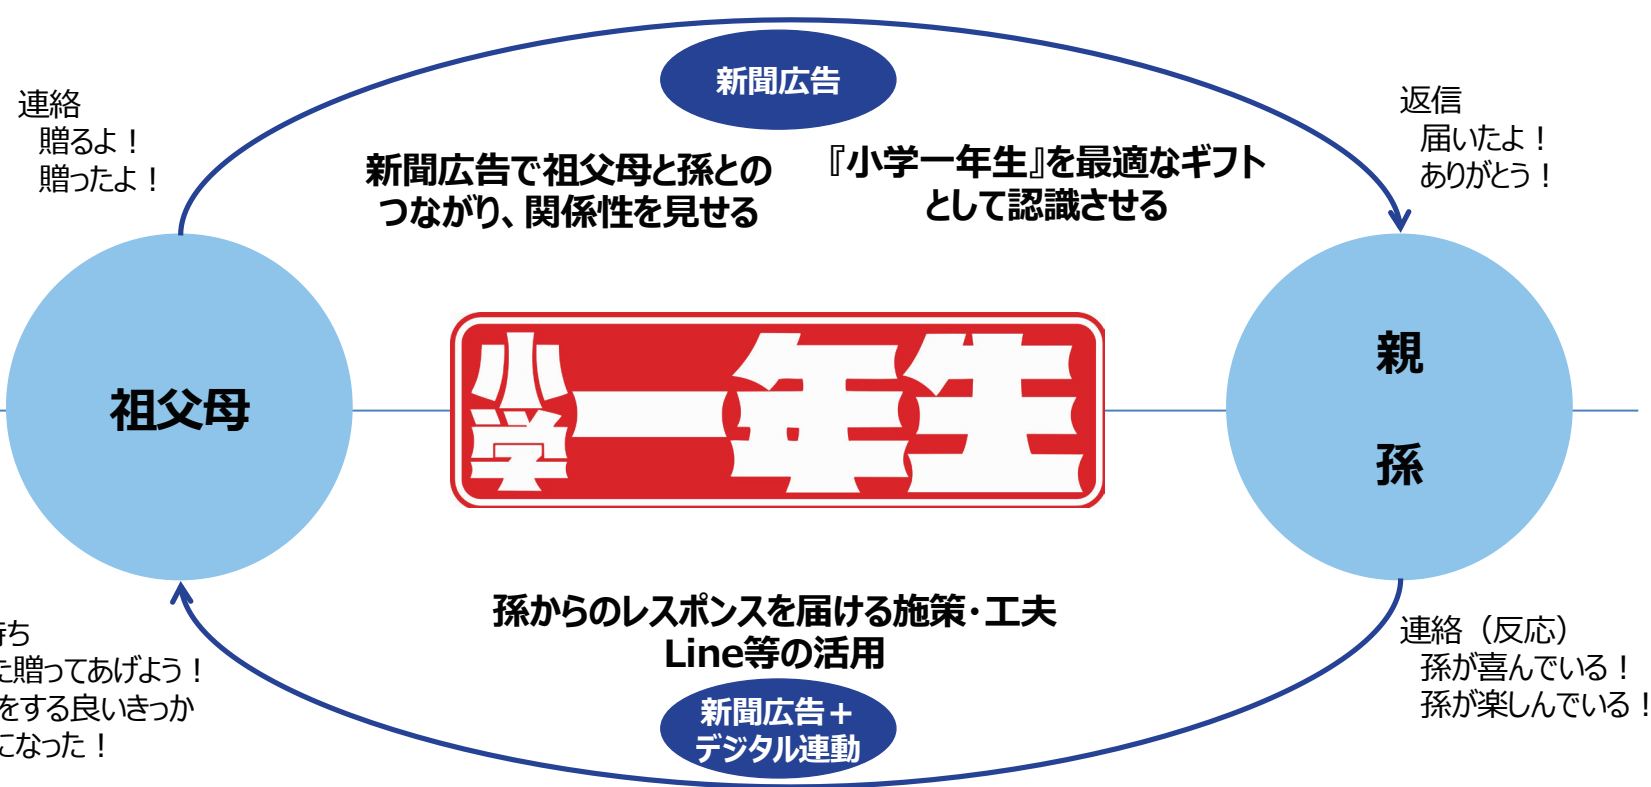 新聞広告
連絡
贈るよ！
贈ったよ！
返信
届いたよ！
ありがとう！
新聞広告で祖父母と孫との
つながり、関係性を見せる
『小学一年生』を最適なギフト
として認識させる
祖父母
小学一年生
親
孫
孫からのレスポンスを届ける施策・工夫
Line等の活用
新聞広告＋
デジタル連動
持ち
た贈ってあげよう！
をする良いきっか
になった！
連絡（反応）
孫が喜んでいる！
孫が楽しんでいる！